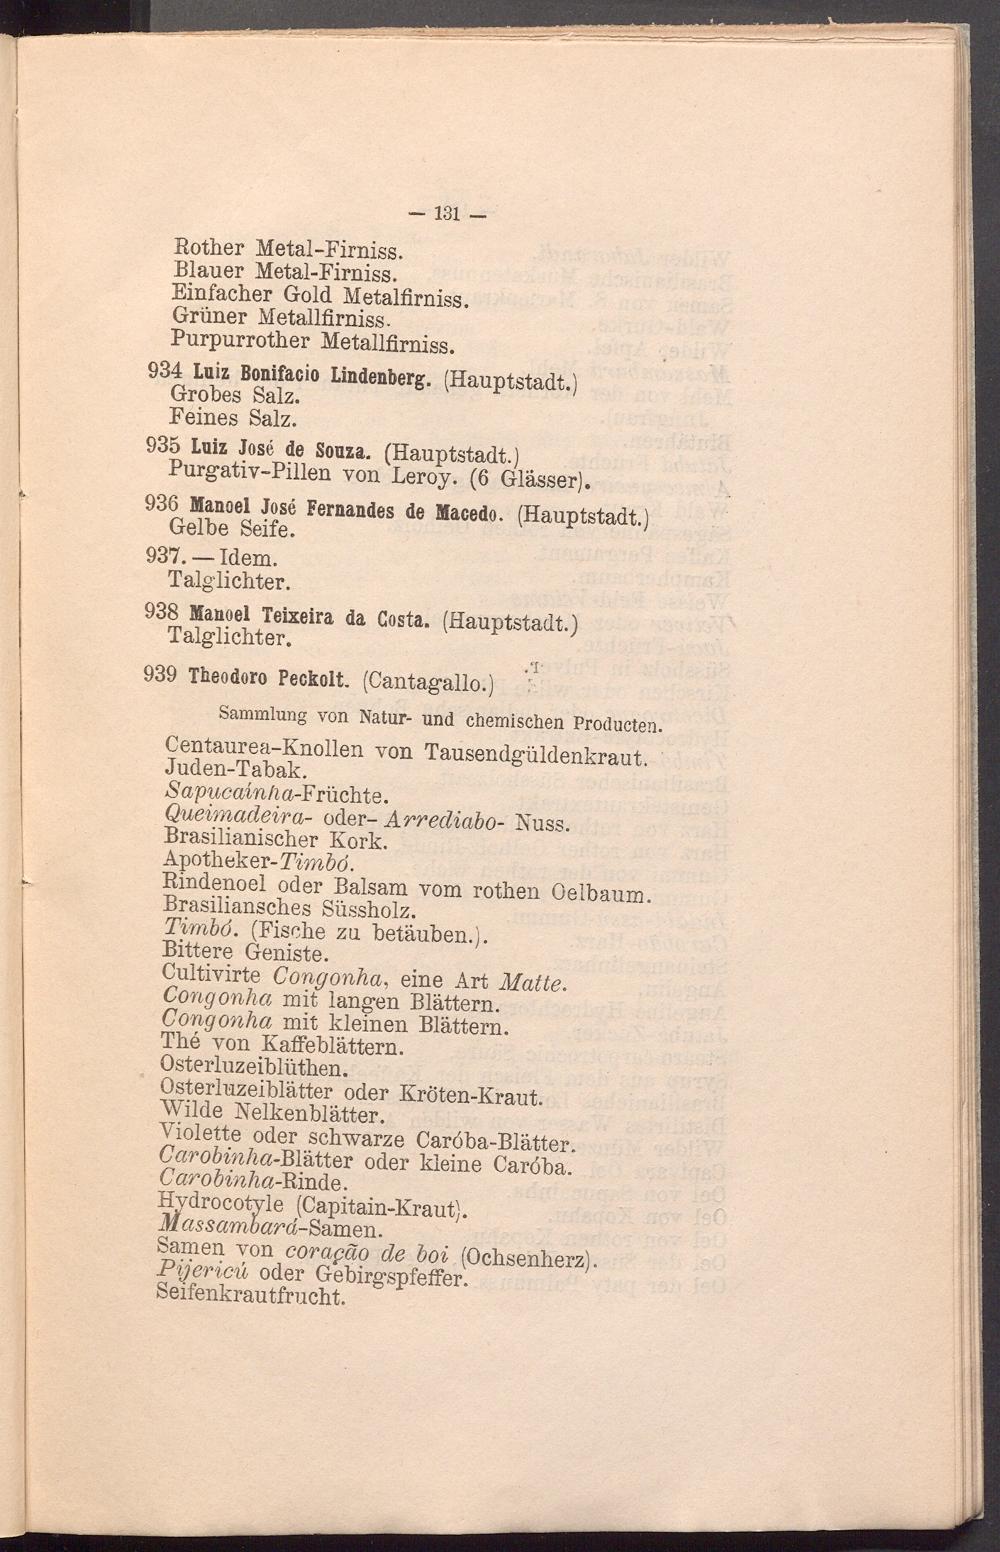 — 131 —
Rother Metal-Firniss.
Blauer Metal-Firniss.
Einfacher Gold Metalfirniss.
Grüner Metallfirniss.
Purpurrother Metallfirniss.
934 Luiz Bonifacio Lindenberg. (Hauptstadt.)
Grobes Salz.
Feines Salz.
935 Luiz José de Souza. (Hauptstadt.)
Purgativ-Pillen von Leroy. (6 Glässer).
936 Manoel José Fernandes de Macedo. (Hauptstadt.)
Gelbe Seife.
937. — Idem.
Talglichter.
938 Manoel Teixeira da Costa. (Hauptstadt.)
Talglichter.
939 Theodoro Peckolt. (Cantagallo.)
Sammlung von Natur- und chemischen Producten.
Centaurea-Knollen von Tausendgüldenkraut.
Juden-Tabak.
Sapucaínha-Früchte.
Queimadeira- oder- Arrediabo- Nuss.
Brasilianischer Kork.
Apotheker-Timbó.
Rindenoel oder Balsam vom rothen Oelbaum.
Brasiliansches Süssholz.
Timbó. (Fische zu betäuben.).
Bittere Geniste.
Cultivirte Congonha, eine Art Matte.
Congonha mit langen Blättern.
Congonha mit kleinen Blättern.
Thé von Kaffeblättern.
Osterluzeiblüthen.
Osterluzeiblätter oder Kröten-Kraut.
Wilde Nelkenblätter.
Violette oder schwarze Caróba-Blätter.
Carobinha-Blätter oder kleine Caróba.
Carobinha-Rinde.
Hydrocotyle (Capitain-Kraut).
Massambará-Samen.
Samen von coração de boi (Ochsenherz).
Pijericú oder Gebirgspfeffer.
Seifenkrautfrucht.